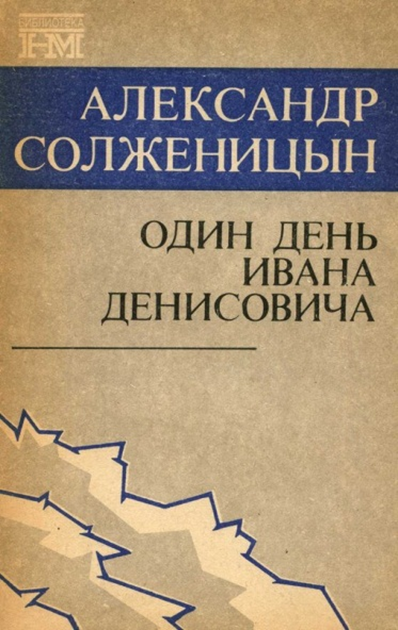 БИБЛИОТЕКА
НМ
АЛЕКСАНДР
СОЛЖЕНИЦЫН
ОДИН ДЕНЬ
ИВАНА
ДЕНИСОВИЧА